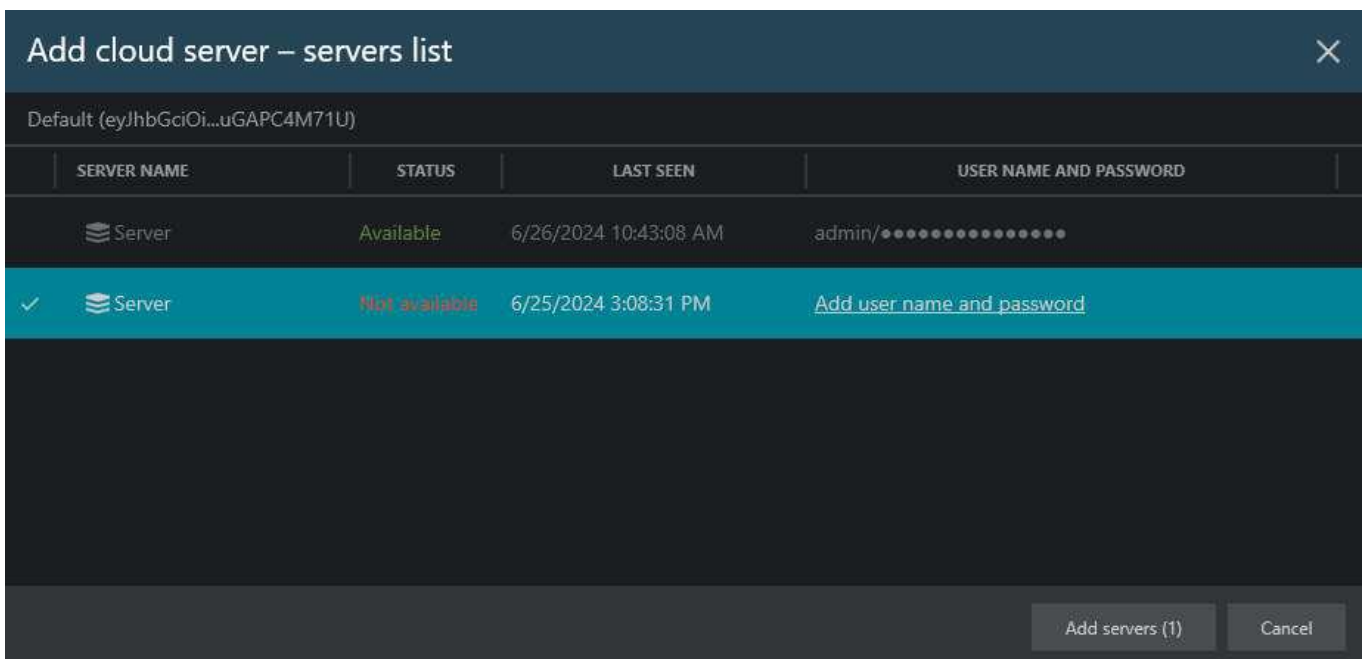 Add cloud server – servers list
Default (eyJhbGciOi...uGAPC4M71U)
SERVER NAME STATUS LAST SEEN USER NAME AND PASSWORD
Server Available 6/26/2024 10:43:08 AM admin/●●●●●●●●●●●●●●●
Server Not available 6/25/2024 3:08:31 PM Add user name and password
Add servers (1) Cancel